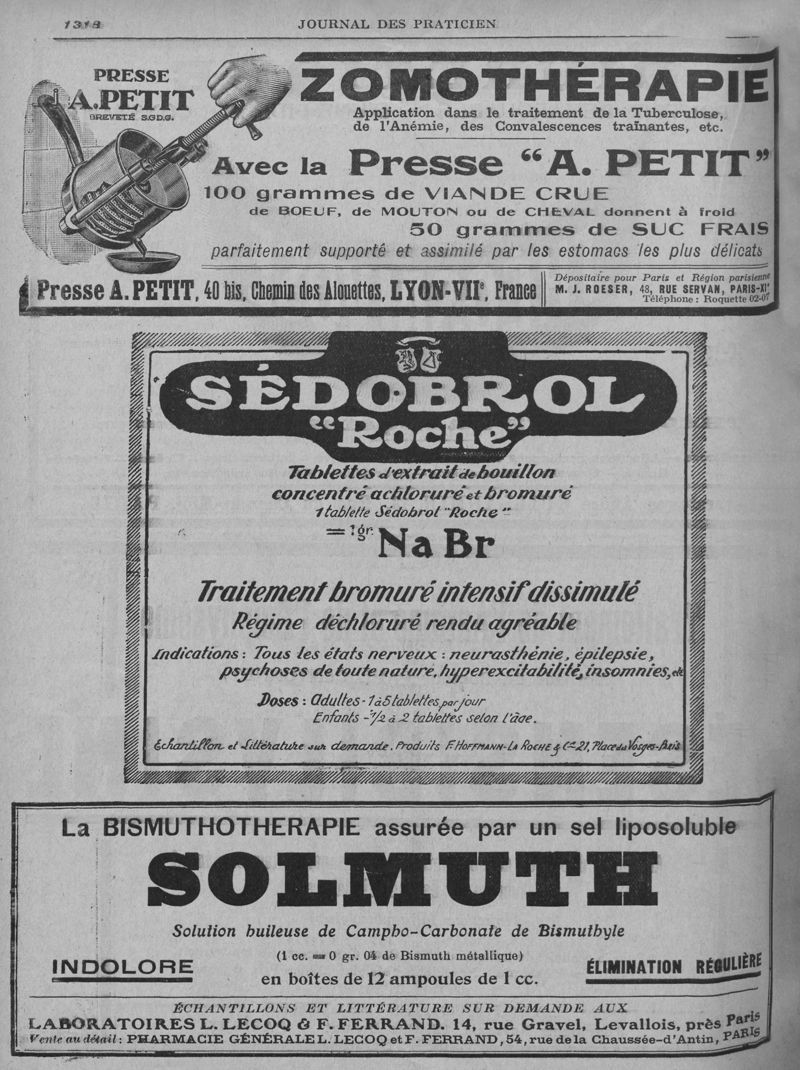 1318
JOURNAL DES PRATICIEN
PRESSE
A. PETIT
BREVETÉ S.G.D.G.
ZOMOTHÉRAPIE
Application dans le traitement de la Tuberculose,
de l'Anémie, des Convalescences traînantes, etc.
Avec la Presse “A. PETIT”
100 grammes de VIANDE CRUE
de BOEUF, de MOUTON ou de CHEVAL donnent à froid
50 grammes de SUC FRAIS
parfaitement supporté et assimilé par les estomacs les plus délicats
Presse A. PETIT, 40 bis, Chemin des Alouettes, LYON-VIIe, France
Dépositaire pour Paris et Région parisienne
M. J. ROESER, 48, RUE SERVAN, PARIS-XIe
Téléphone : Roquette 02-07
SÉDOBROL
“Roche”
Tablettes d'extrait de bouillon
concentré achloruré et bromuré
1 tablette Sédobrol “Roche”
= 1gr. Na Br
Traitement bromuré intensif dissimulé
Régime déchloruré rendu agréable
Indications : Tous les états nerveux : neurasthénie, épilepsie,
psychoses de toute nature, hyperexcitabilité, insomnies, etc
Doses : Adultes - 1 à 5 tablettes par jour
Enfants - 1/2 à 2 tablettes selon l'âge.
Échantillon et Littérature sur demande. Produits F. HOFFMANN-LA ROCHE & Cie 21, Place des Vosges-Paris
La BISMUTHOTHERAPIE assurée par un sel liposoluble
SOLMUTH
Solution huileuse de Campho-Carbonate de Bismuthyle
(1 cc. = 0 gr. 04 de Bismuth métallique)
INDOLORE
en boîtes de 12 ampoules de 1 cc.
ÉLIMINATION RÉGULIÈRE
ÉCHANTILLONS ET LITTÉRATURE SUR DEMANDE AUX
LABORATOIRES L. LECOQ & F. FERRAND. 14, rue Gravel, Levallois, près Paris
Vente au détail : PHARMACIE GÉNÉRALE L. LECOQ et F. FERRAND, 54, rue de la Chaussée-d'Antin, PARIS